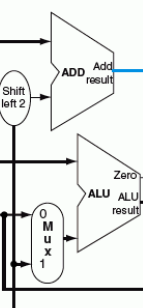 Add
ADD
result
Shift
left 2
Zero
ALU
ALU
result
0
M
u
x
1